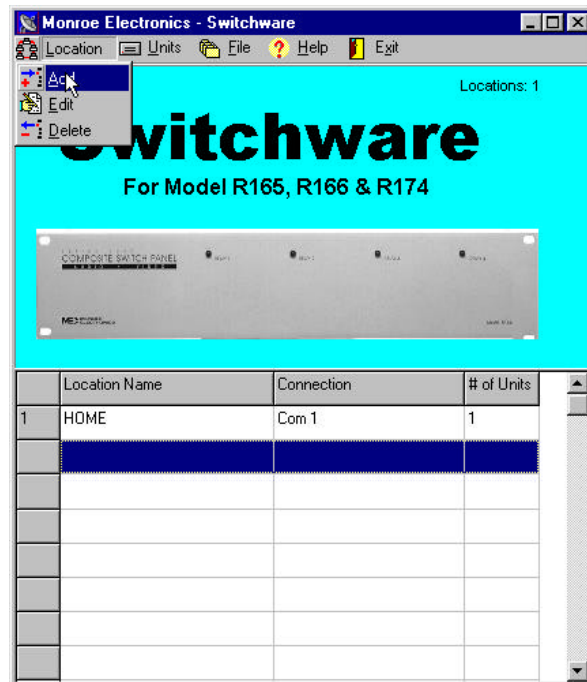 Monroe Electronics - Switchware
Location Units File Help Exit
Add
Edit
Delete
Locations: 1
Switchware
For Model R165, R166 & R174
COMPOSITE SWITCH PANEL
Location Name Connection # of Units
1 HOME Com 1 1